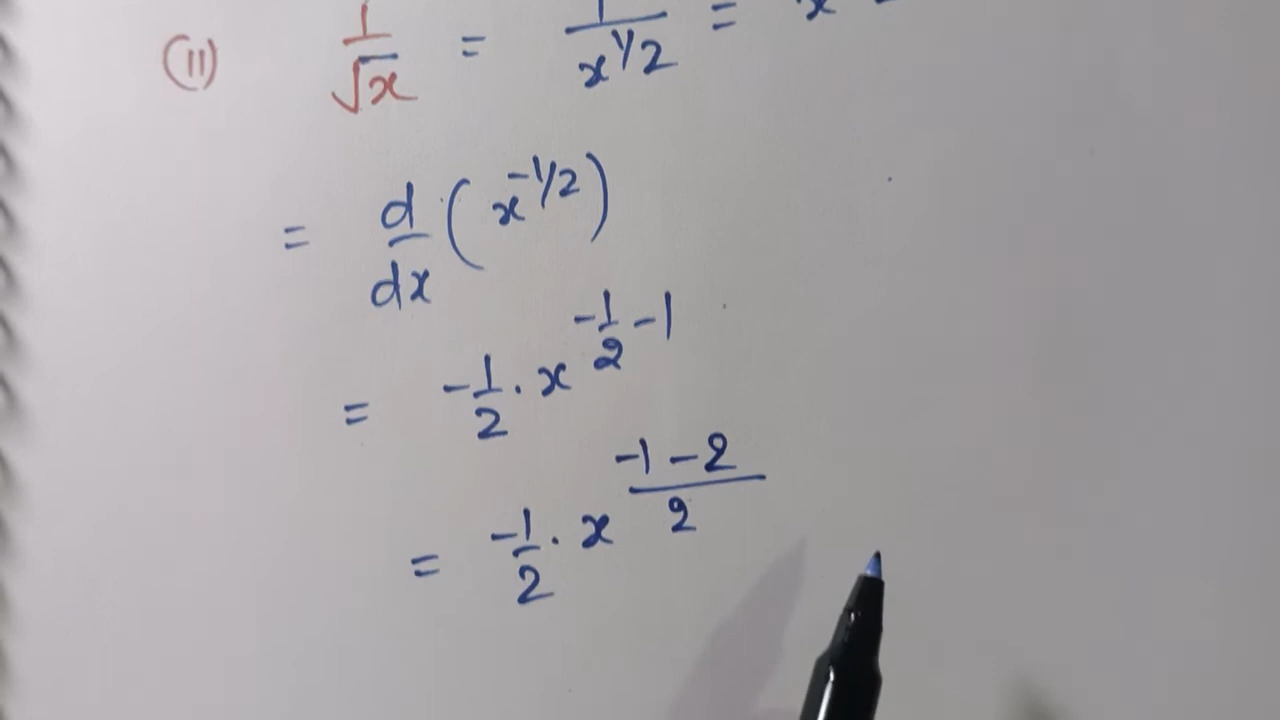 (II) 1/√x = 1/x^1/2 = x
= d/dx (x^-1/2)
= -1/2 . x^-1/2 - 1
= -1/2 . x^(-1 - 2)/2